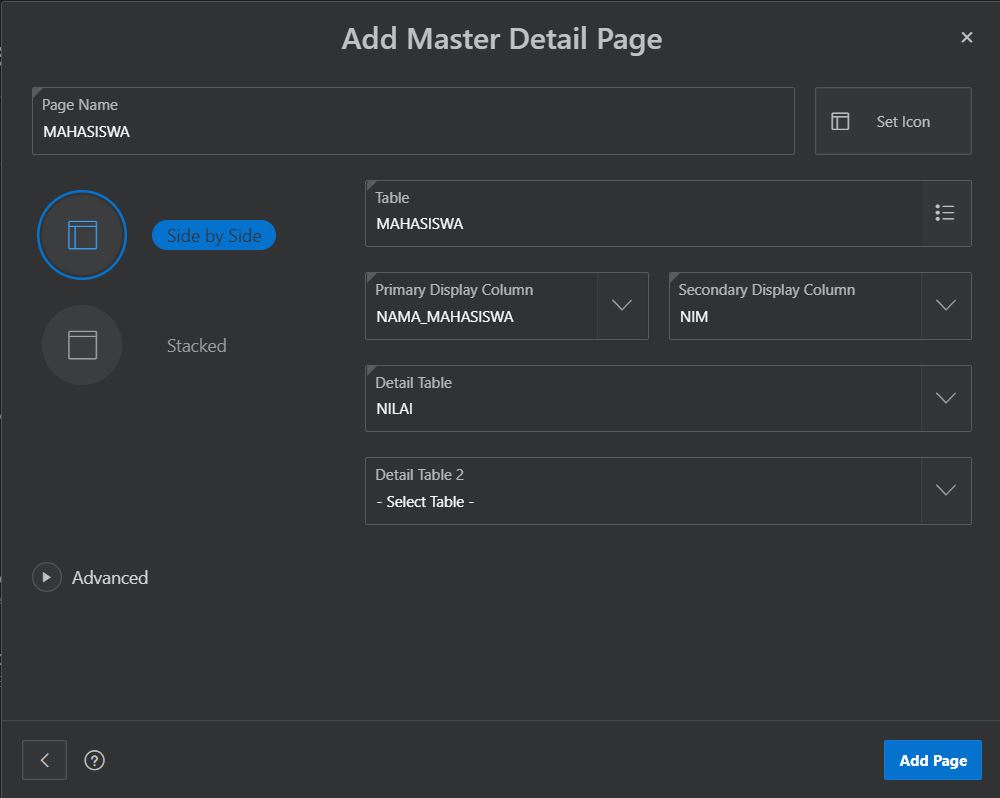 Add Master Detail Page
Page Name
MAHASISWA
Set Icon
Side by Side
Stacked
Table
MAHASISWA
Primary Display Column
NAMA_MAHASISWA
Secondary Display Column
NIM
Detail Table
NILAI
Detail Table 2
- Select Table -
Advanced
Add Page